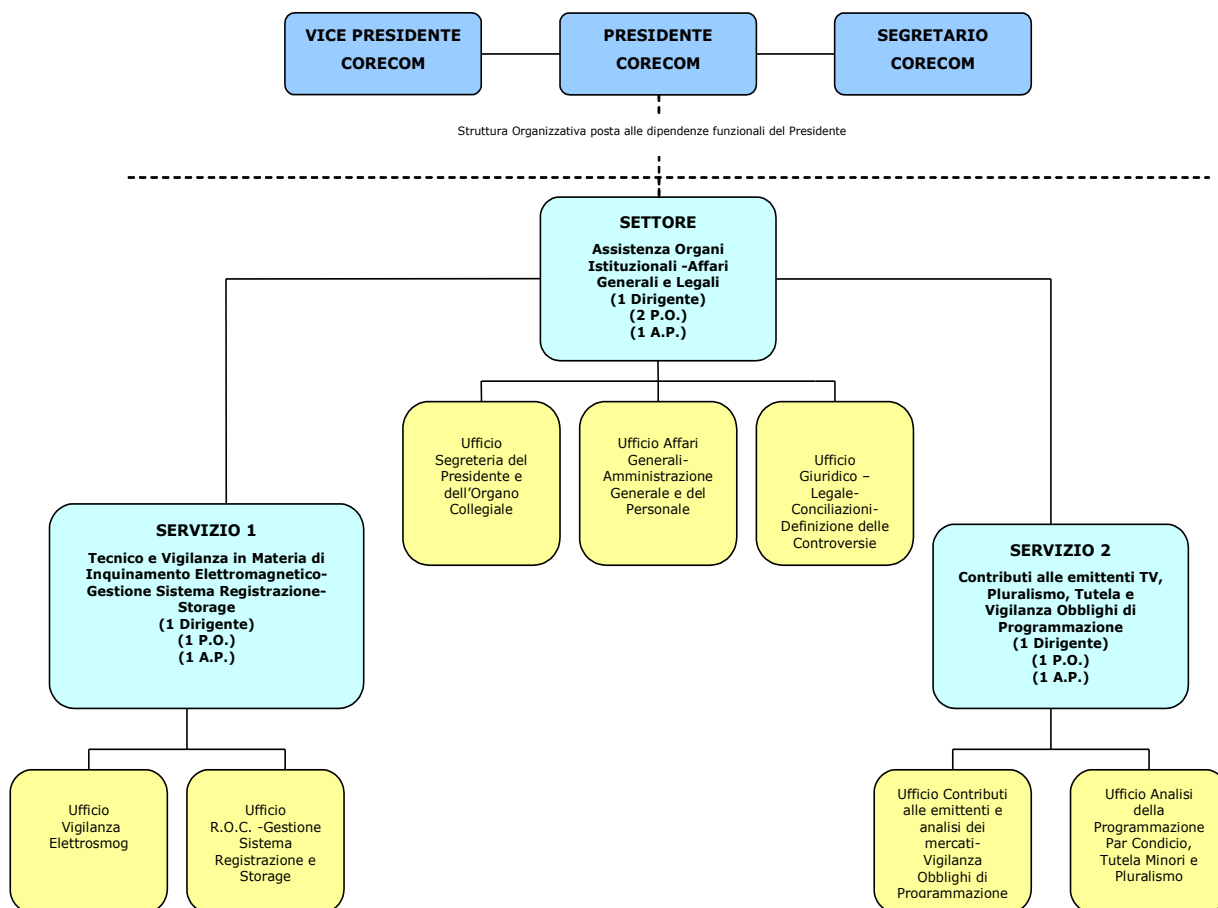 VICE PRESIDENTE
CORECOM
PRESIDENTE
CORECOM
SEGRETARIO
CORECOM
Struttura Organizzativa posta alle dipendenze funzionali del Presidente
SETTORE
Assistenza Organi
Istituzionali -Affari
Generali e Legali
(1 Dirigente)
(2 P.O.)
(1 A.P.)
Ufficio
Segreteria del
Presidente e
dell’Organo
Collegiale
Ufficio Affari
Generali-
Amministrazione
Generale e del
Personale
Ufficio
Giuridico –
Legale-
Conciliazioni-
Definizione delle
Controversie
SERVIZIO 1
Tecnico e Vigilanza in Materia di
Inquinamento Elettromagnetico-
Gestione Sistema Registrazione-
Storage
(1 Dirigente)
(1 P.O.)
(1 A.P.)
SERVIZIO 2
Contributi alle emittenti TV,
Pluralismo, Tutela e
Vigilanza Obblighi di
Programmazione
(1 Dirigente)
(1 P.O.)
(1 A.P.)
Ufficio
Vigilanza
Elettrosmog
Ufficio
R.O.C. -Gestione
Sistema
Registrazione e
Storage
Ufficio Contributi
alle emittenti e
analisi dei
mercati-
Vigilanza
Obblighi di
Programmazione
Ufficio Analisi
della
Programmazione
Par Condicio,
Tutela Minori e
Pluralismo